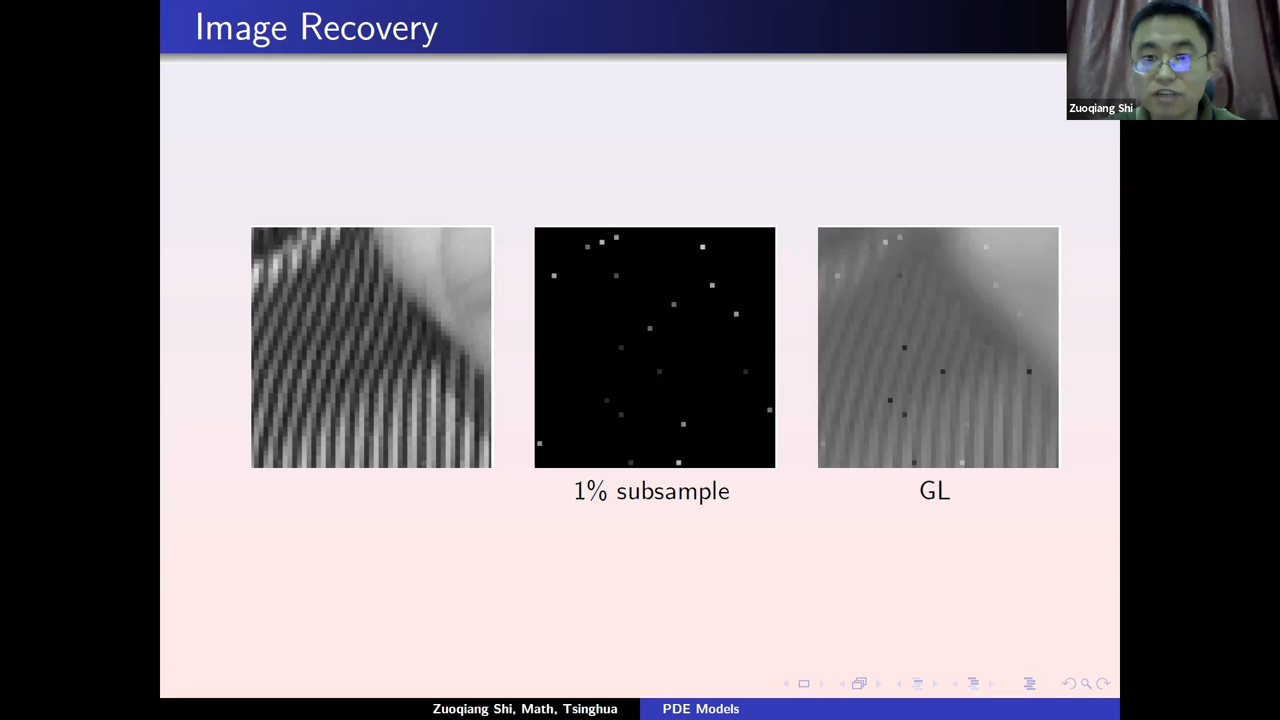 Image Recovery
Zuoqiang Shi
1% subsample
GL
Zuoqiang Shi, Math, Tsinghua
PDE Models